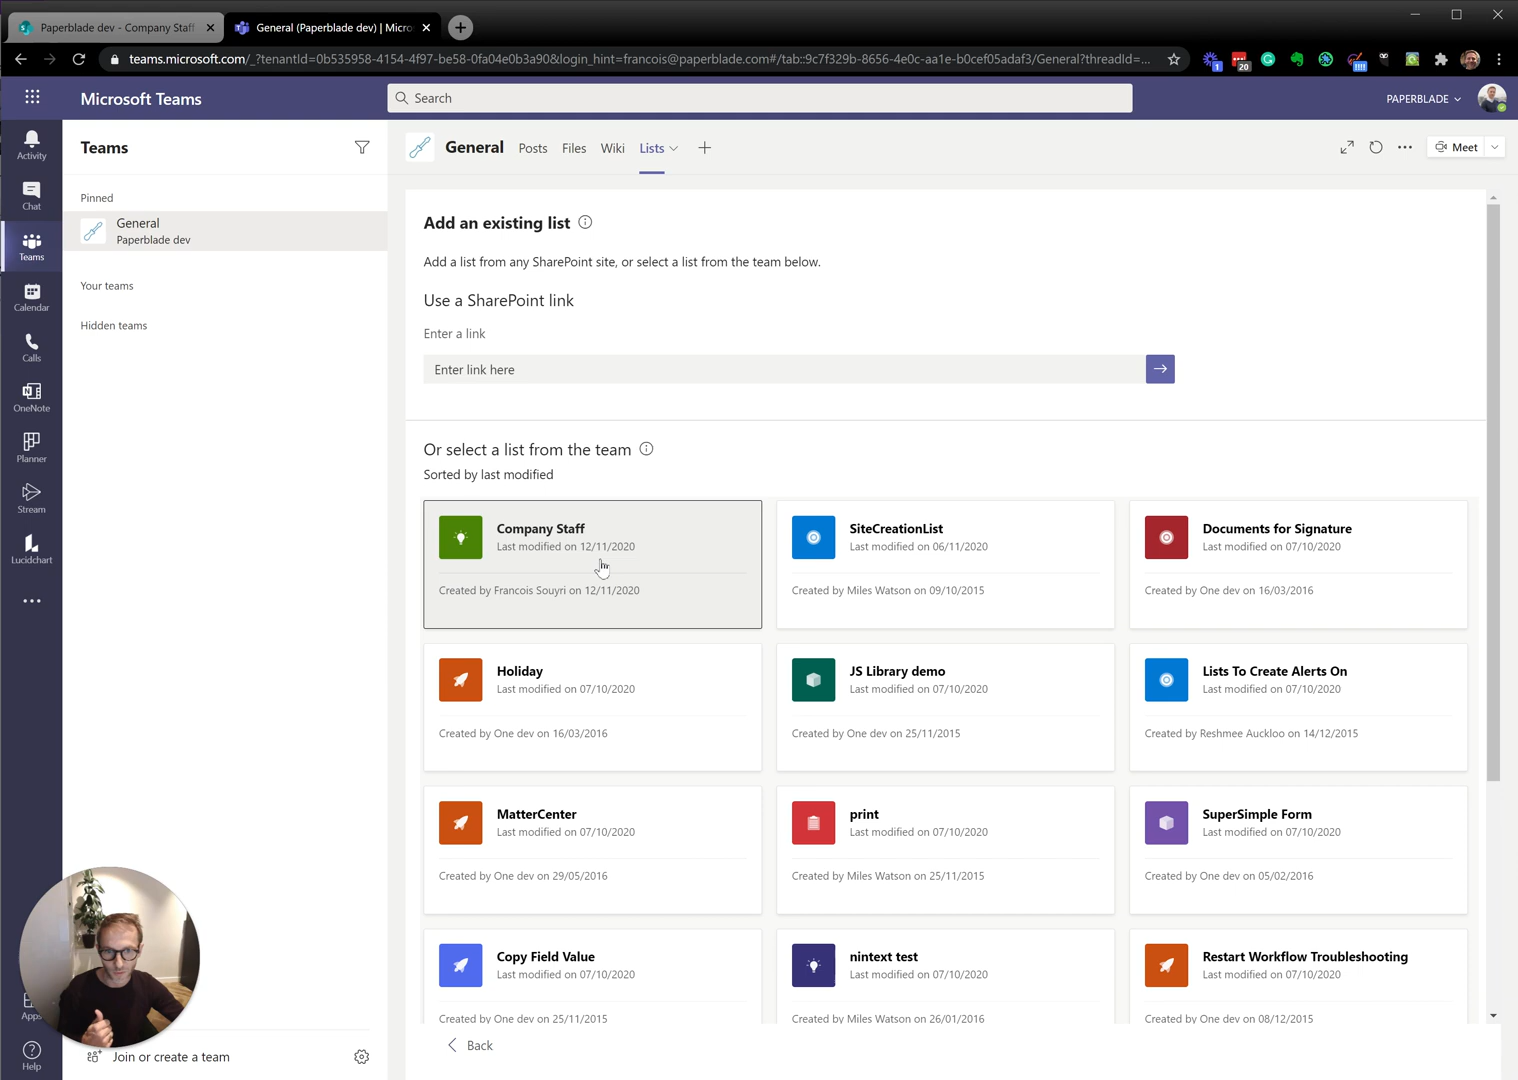 Paperblade dev - Company Staff
General (Paperblade dev) | Micro
teams.microsoft.com/_?tenantId=0b535958-4154-4f97-be58-0fa04e0b3a90&login_hint=francois@paperblade.com#/tab::9c7f329b-8656-4e0c-aa1e-b0cef05adaf3/General?threadId=...
1
20
Microsoft Teams
Search
PAPERBLADE
Activity
Chat
Teams
Calendar
Calls
OneNote
Planner
Stream
Lucidchart
Apps
Help
Teams
Pinned
General
Paperblade dev
Your teams
Hidden teams
Join or create a team
General Posts Files Wiki Lists
Meet
Add an existing list
Add a list from any SharePoint site, or select a list from the team below.
Use a SharePoint link
Enter a link
Enter link here
Or select a list from the team
Sorted by last modified
Company Staff
Last modified on 12/11/2020
Created by Francois Souyri on 12/11/2020
SiteCreationList
Last modified on 06/11/2020
Created by Miles Watson on 09/10/2015
Documents for Signature
Last modified on 07/10/2020
Created by One dev on 16/03/2016
Holiday
Last modified on 07/10/2020
Created by One dev on 16/03/2016
JS Library demo
Last modified on 07/10/2020
Created by One dev on 25/11/2015
Lists To Create Alerts On
Last modified on 07/10/2020
Created by Reshmee Auckloo on 14/12/2015
MatterCenter
Last modified on 07/10/2020
Created by One dev on 29/05/2016
print
Last modified on 07/10/2020
Created by Miles Watson on 25/11/2015
SuperSimple Form
Last modified on 07/10/2020
Created by One dev on 05/02/2016
Copy Field Value
Last modified on 07/10/2020
Created by One dev on 25/11/2015
nintext test
Last modified on 07/10/2020
Created by Miles Watson on 26/01/2016
Restart Workflow Troubleshooting
Last modified on 07/10/2020
Created by One dev on 08/12/2015
Back